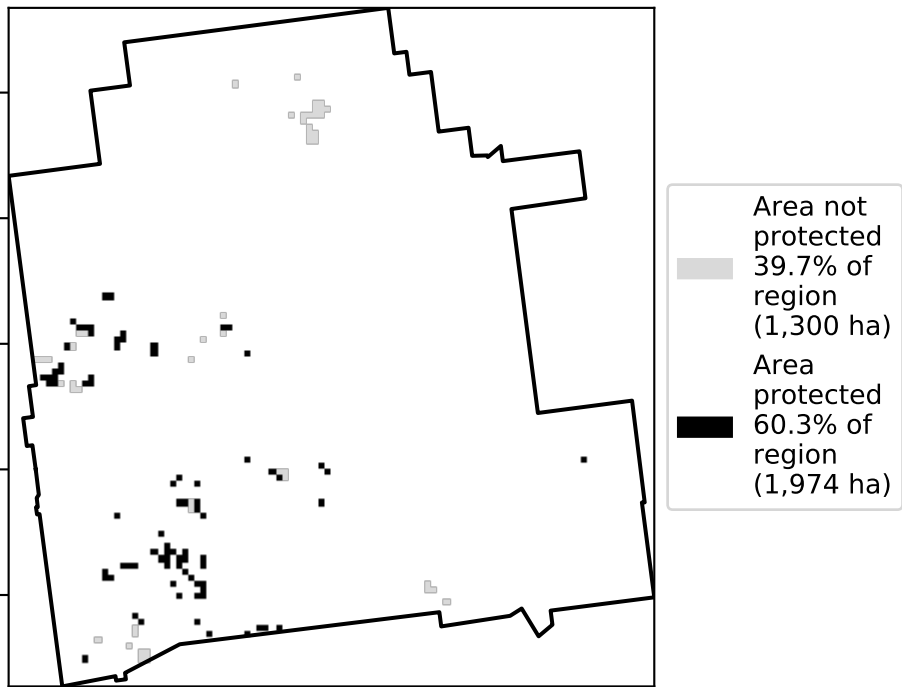 Area not
protected
39.7% of
region
(1,300 ha)
Area
protected
60.3% of
region
(1,974 ha)